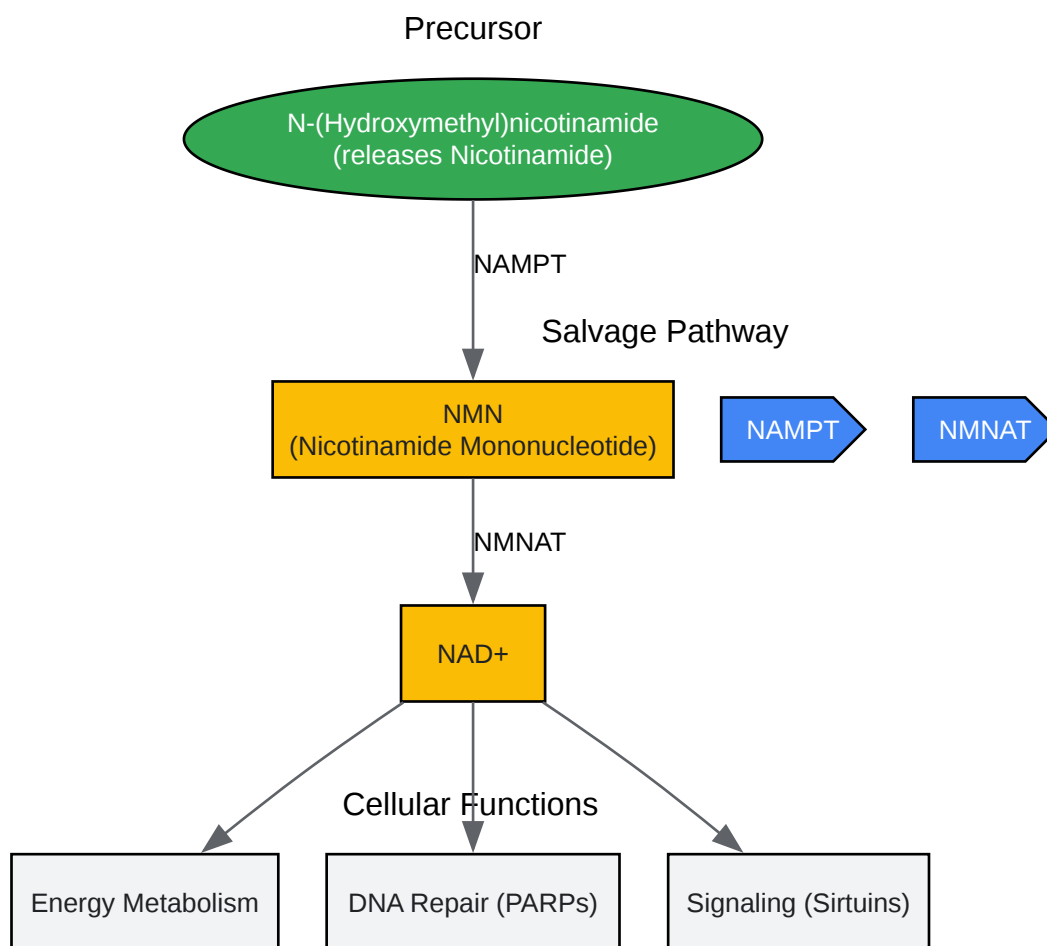 Precursor
N-(Hydroxymethyl)nicotinamide
(releases Nicotinamide)
NAMPT
Salvage Pathway
NMN
(Nicotinamide Mononucleotide)
NAMPT
NMNAT
NMNAT
NAD+
Cellular Functions
Energy Metabolism
DNA Repair (PARPs)
Signaling (Sirtuins)